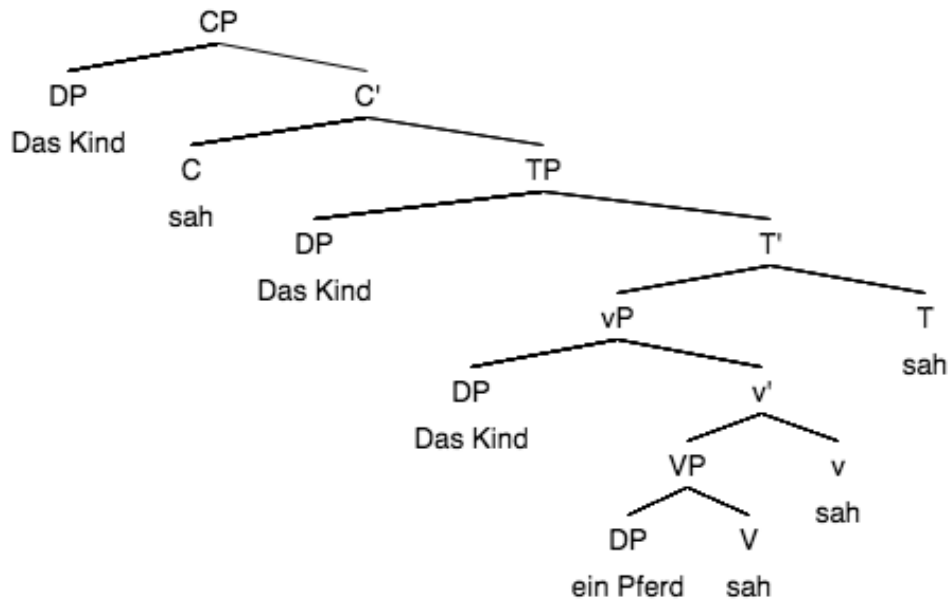 CP
DP C'
Das Kind
C TP
sah
DP T'
Das Kind
vP T
DP v' sah
Das Kind
VP v
DP V sah
ein Pferd sah